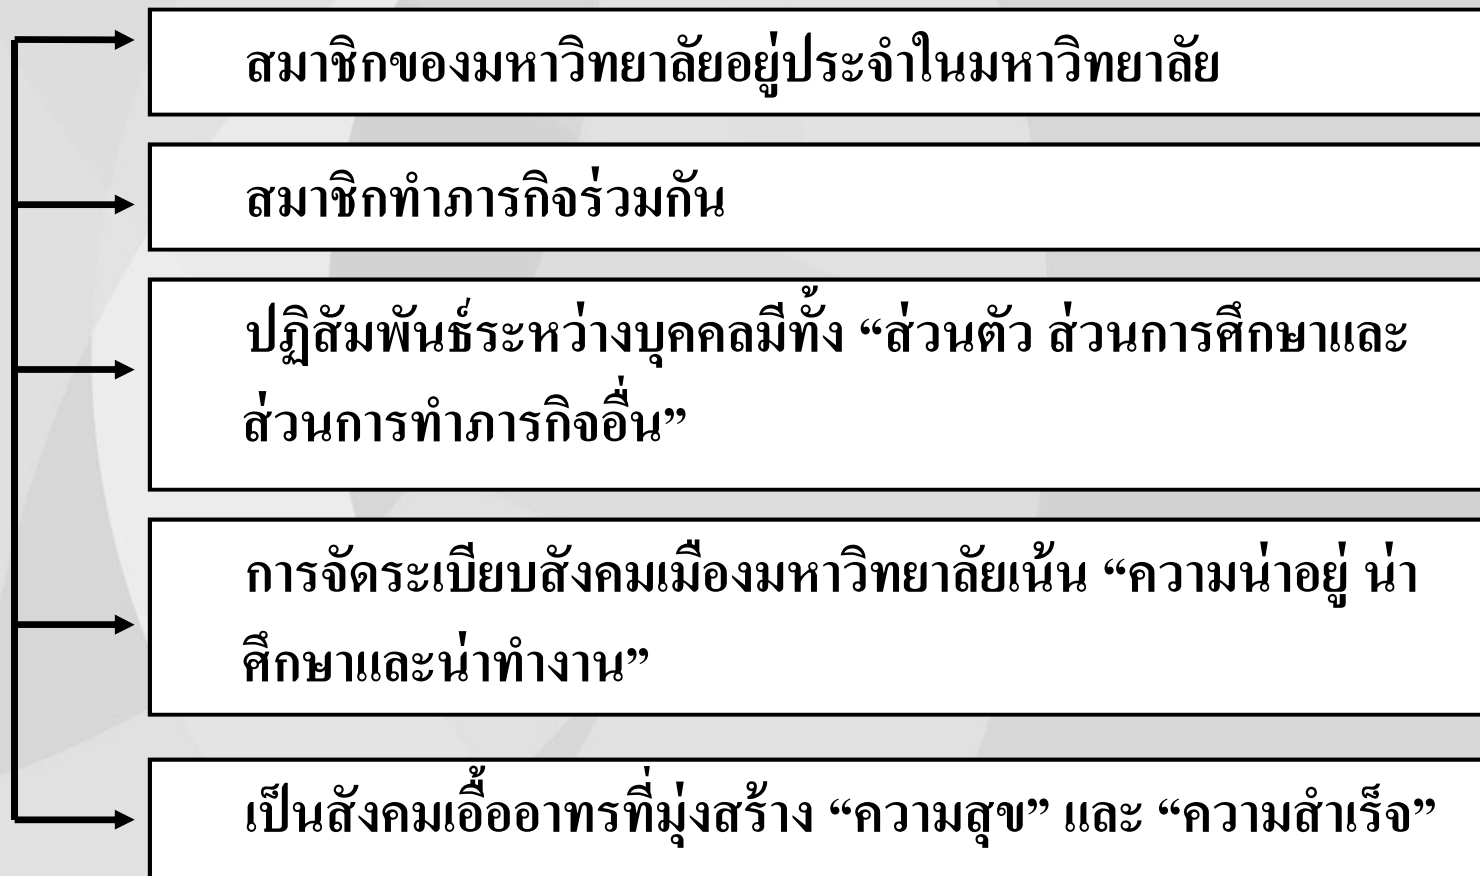 สมาชิกของมหาวิทยาลัยอยู่ประจำในมหาวิทยาลัย
สมาชิกทำภารกิจร่วมกัน
ปฏิสัมพันธ์ระหว่างบุคคลมีทั้ง “ส่วนตัว ส่วนการศึกษาและ
ส่วนการทำภารกิจอื่น”
การจัดระเบียบสังคมเมืองมหาวิทยาลัยเน้น “ความน่าอยู่ น่า
ศึกษาและน่าทำงาน”
เป็นสังคมเอื้ออาทรที่มุ่งสร้าง “ความสุข” และ “ความสำเร็จ”